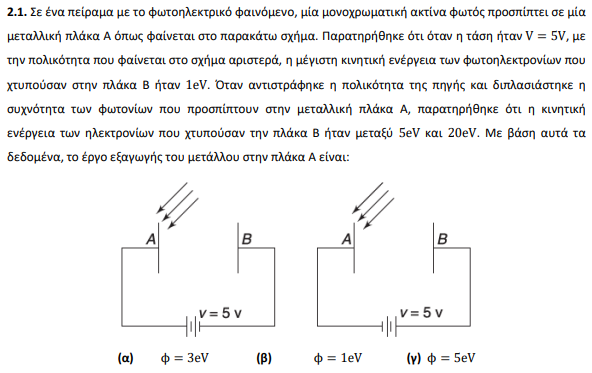 2.1. Σε ένα πείραμα με το φωτοηλεκτρικό φαινόμενο, μία μονοχρωματική ακτίνα φωτός προσπίπτει σε μία
μεταλλική πλάκα Α όπως φαίνεται στο παρακάτω σχήμα. Παρατηρήθηκε ότι όταν η τάση ήταν V = 5V, με
την πολικότητα που φαίνεται στο σχήμα αριστερά, η μέγιστη κινητική ενέργεια των φωτοηλεκτρονίων που
χτυπούσαν στην πλάκα Β ήταν 1eV. Όταν αντιστράφηκε η πολικότητα της πηγής και διπλασιάστηκε η
συχνότητα των φωτονίων που προσπίπτουν στην μεταλλική πλάκα Α, παρατηρήθηκε ότι η κινητική
ενέργεια των ηλεκτρονίων που χτυπούσαν την πλάκα Β ήταν μεταξύ 5eV και 20eV. Με βάση αυτά τα
δεδομένα, το έργο εξαγωγής του μετάλλου στην πλάκα Α είναι:
A B A B
V = 5 V V = 5 V
(α) ϕ = 3eV (β) ϕ = 1eV (γ) ϕ = 5eV